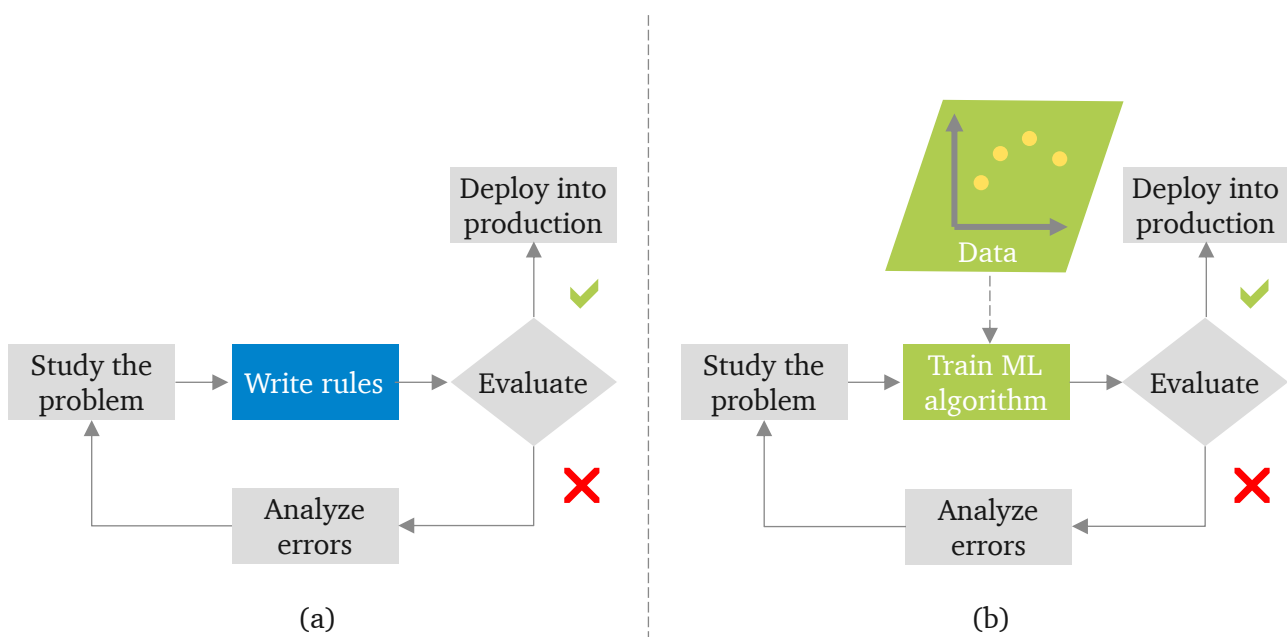 Deploy into
production
Study the
problem
Write rules
Evaluate
Analyze
errors
(a)
Data
Deploy into
production
Study the
problem
Train ML
algorithm
Evaluate
Analyze
errors
(b)